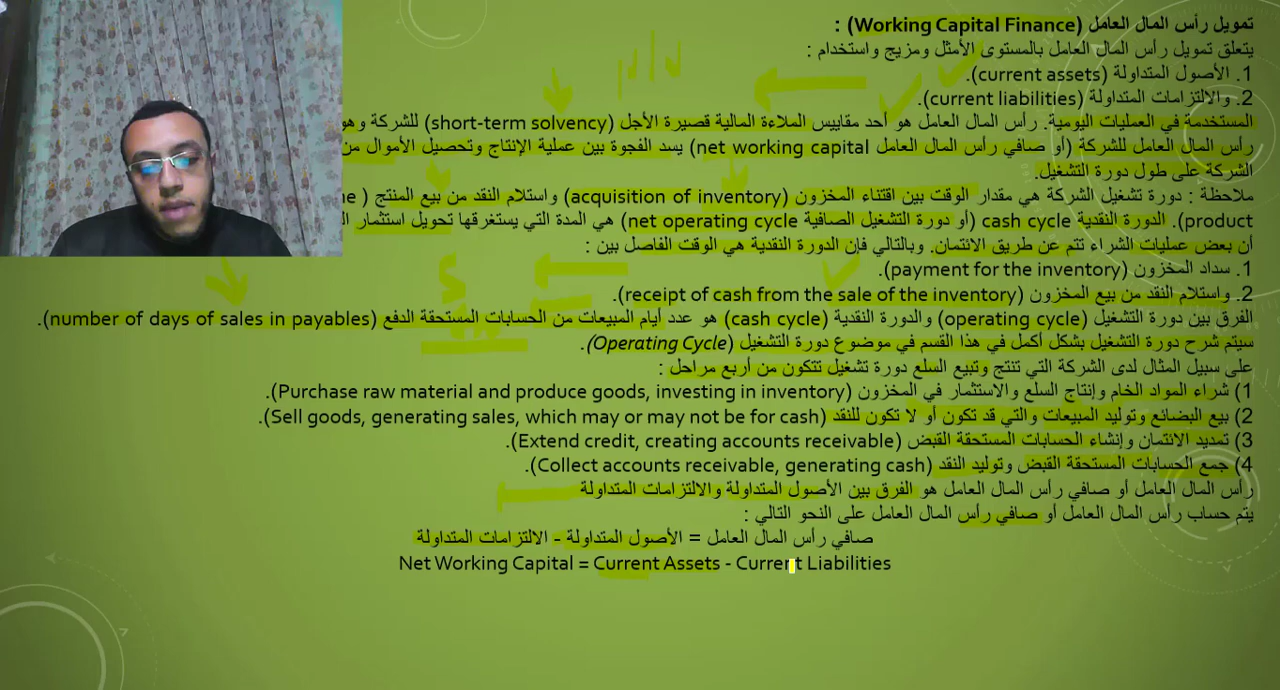 تمويل رأس المال العامل (Working Capital Finance) :
يتعلق تمويل رأس المال العامل بالمستوى الأمثل ومزيج واستخدام :
1. الأصول المتداولة (current assets).
2. والالتزامات المتداولة (current liabilities).
المستخدمة في العمليات اليومية. رأس المال العامل هو أحد مقاييس الملاءة المالية قصيرة الأجل (short-term solvency) للشركة وهو
رأس المال العامل للشركة (أو صافي رأس المال العامل net working capital) يسد الفجوة بين عملية الإنتاج وتحصيل الأموال من
الشركة على طول دورة التشغيل.
ملاحظة : دورة تشغيل الشركة هي مقدار الوقت بين اقتناء المخزون (acquisition of inventory) واستلام النقد من بيع المنتج (
product). الدورة النقدية cash cycle (أو دورة التشغيل الصافية net operating cycle) هي المدة التي يستغرقها تحويل استثمار
أن بعض عمليات الشراء تتم عن طريق الائتمان. وبالتالي فإن الدورة النقدية هي الوقت الفاصل بين :
1. سداد المخزون (payment for the inventory).
2. واستلام النقد من بيع المخزون (receipt of cash from the sale of the inventory).
الفرق بين دورة التشغيل (operating cycle) والدورة النقدية (cash cycle) هو عدد أيام المبيعات من الحسابات المستحقة الدفع (number of days of sales in payables).
سيتم شرح دورة التشغيل بشكل أكمل في هذا القسم في موضوع دورة التشغيل (Operating Cycle).
على سبيل المثال لدى الشركة التي تنتج وتبيع السلع دورة تشغيل تتكون من أربع مراحل :
1) شراء المواد الخام وإنتاج السلع والاستثمار في المخزون (Purchase raw material and produce goods, investing in inventory).
2) بيع البضائع وتوليد المبيعات والتي قد تكون أو لا تكون للنقد (Sell goods, generating sales, which may or may not be for cash).
3) تمديد الائتمان وإنشاء الحسابات المستحقة القبض (Extend credit, creating accounts receivable).
4) جمع الحسابات المستحقة القبض وتوليد النقد (Collect accounts receivable, generating cash).
رأس المال العامل أو صافي رأس المال العامل هو الفرق بين الأصول المتداولة والالتزامات المتداولة
يتم حساب رأس المال العامل أو صافي رأس المال العامل على النحو التالي :
صافي رأس المال العامل = الأصول المتداولة - الالتزامات المتداولة
Net Working Capital = Current Assets - Current Liabilities